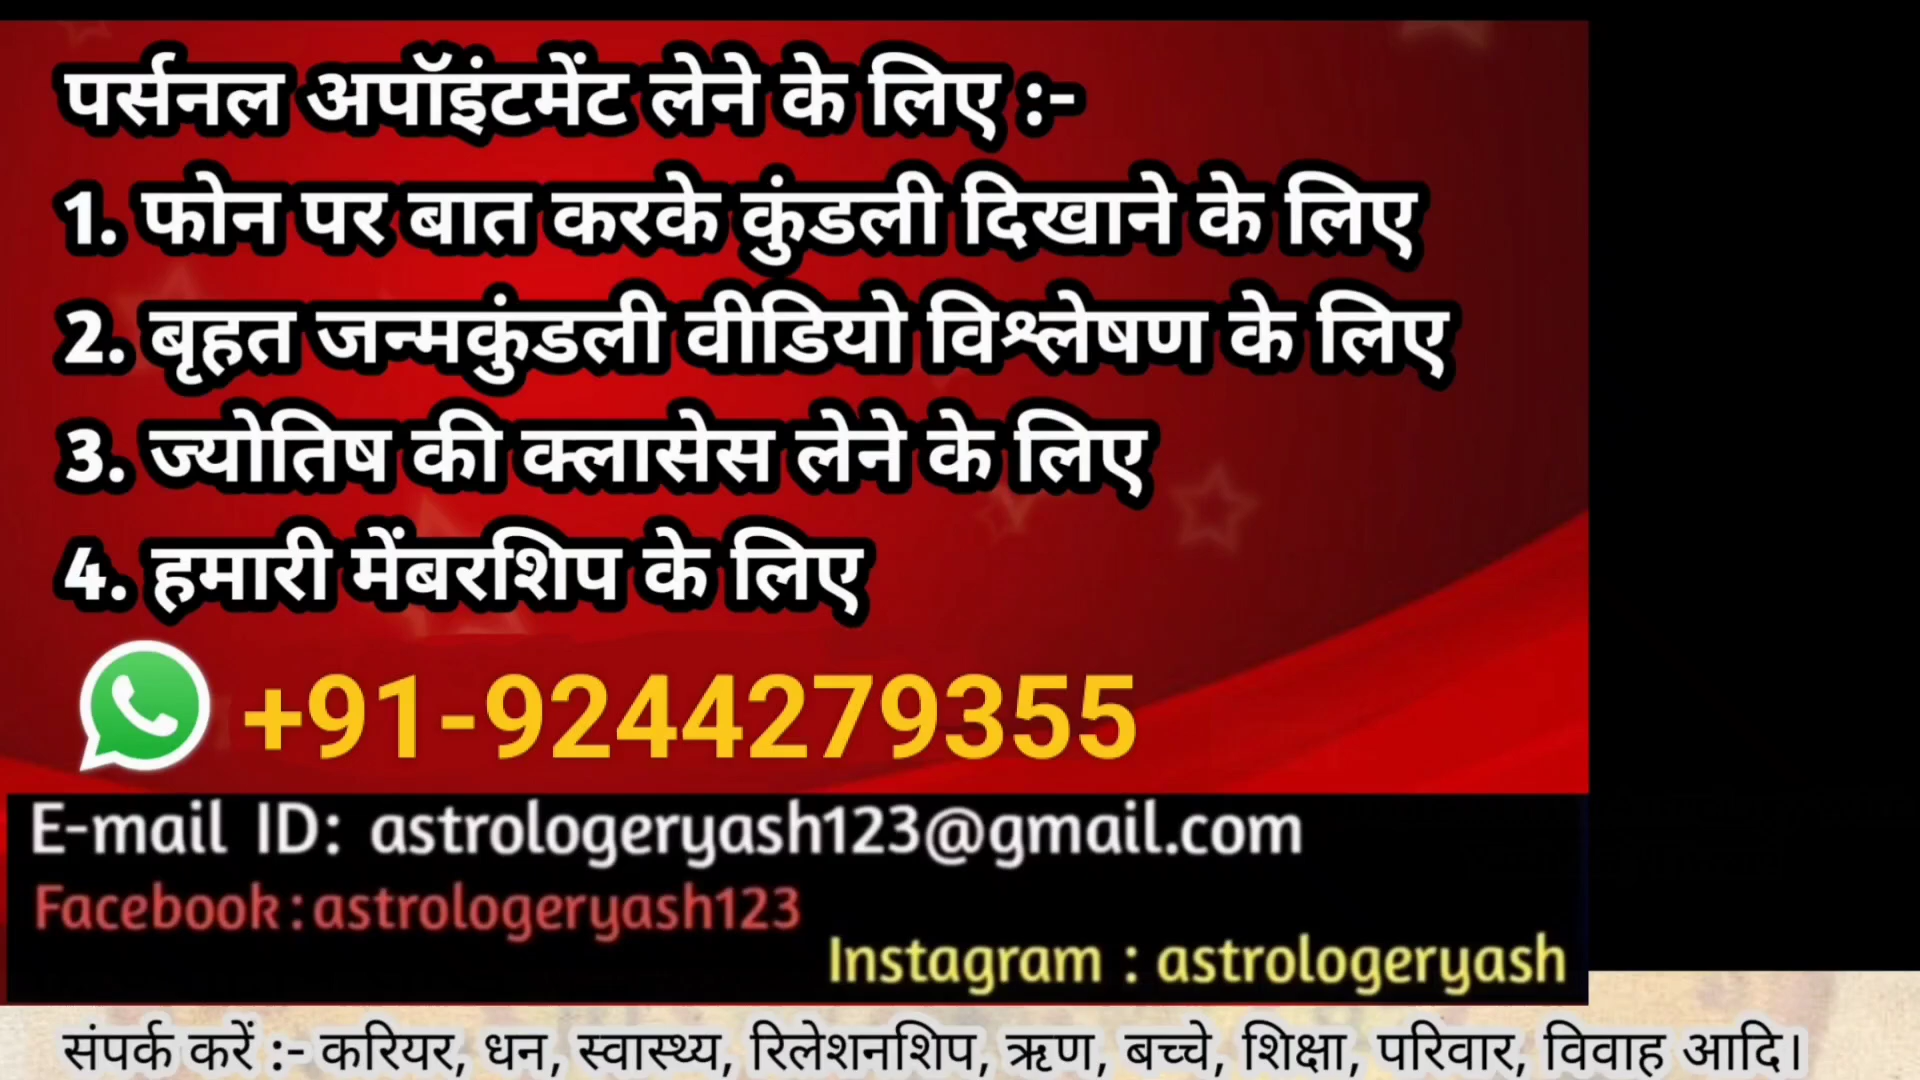 पर्सनल अपॉइंटमेंट लेने के लिए :-
1. फोन पर बात करके कुंडली दिखाने के लिए
2. बृहत जन्मकुंडली वीडियो विश्लेषण के लिए
3. ज्योतिष की क्लासेस लेने के लिए
4. हमारी मेंबरशिप के लिए
+91-9244279355
E-mail ID: astrologeryash123@gmail.com
Facebook : astrologeryash123
Instagram : astrologeryash
संपर्क करें :- करियर, धन, स्वास्थ्य, रिलेशनशिप, ऋण, बच्चे, शिक्षा, परिवार, विवाह आदि।